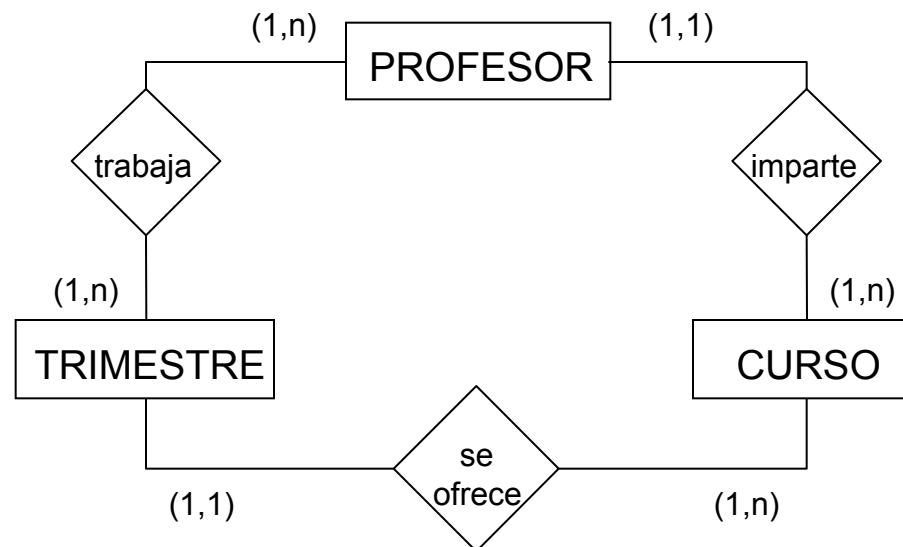 (1,n)
PROFESOR
(1,1)
trabaja
imparte
(1,n)
(1,n)
TRIMESTRE
CURSO
se
ofrece
(1,1)
(1,n)